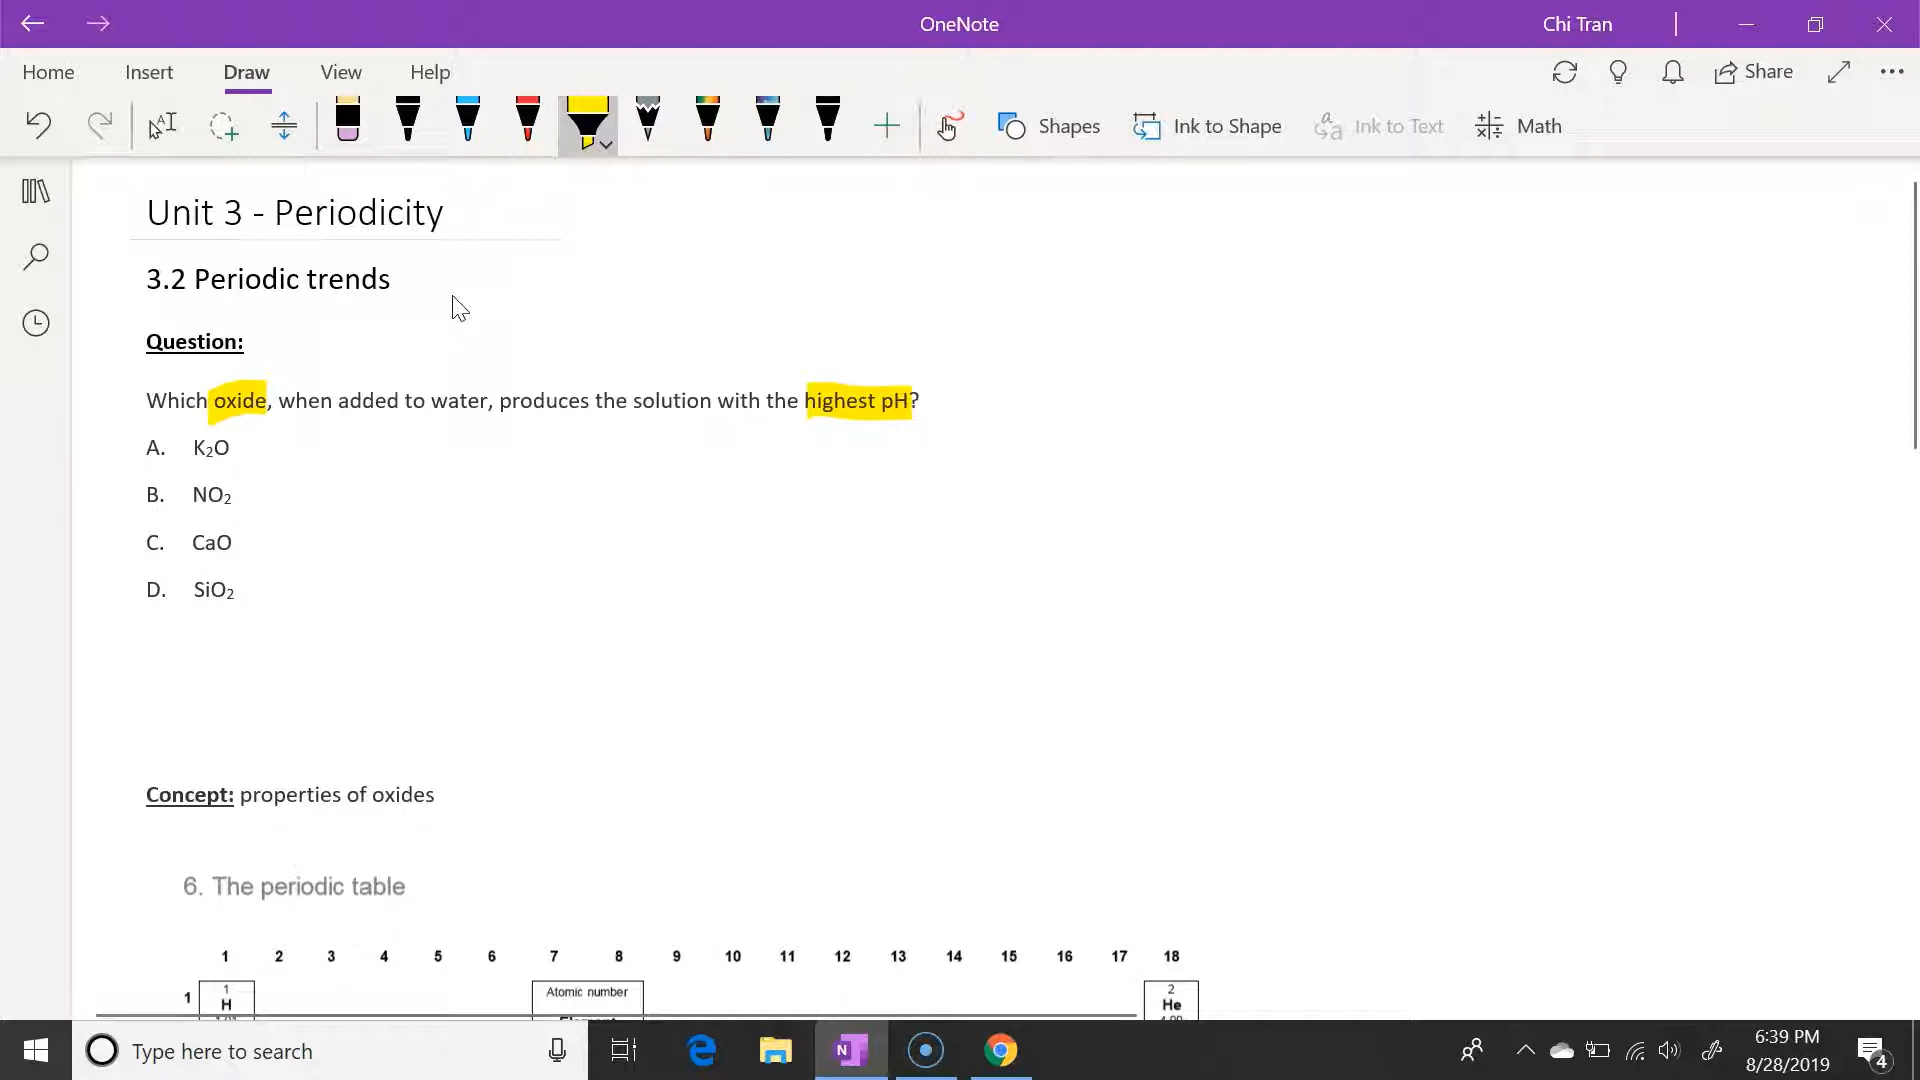 OneNote
Chi Tran
Home Insert Draw View Help
Share
Shapes Ink to Shape Ink to Text Math
Unit 3 - Periodicity
3.2 Periodic trends
Question:
Which oxide, when added to water, produces the solution with the highest pH?
A. K₂O
B. NO₂
C. CaO
D. SiO₂
Concept: properties of oxides
6. The periodic table
1 2 3 4 5 6 7 8 9 10 11 12 13 14 15 16 17 18
1
1
H
Atomic number
2
He
Type here to search
6:39 PM
8/28/2019
4